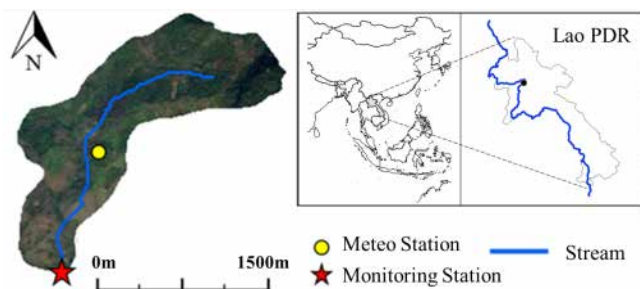 Lao PDR
N
Meteo Station
Stream
0m
1500m
Monitoring Station